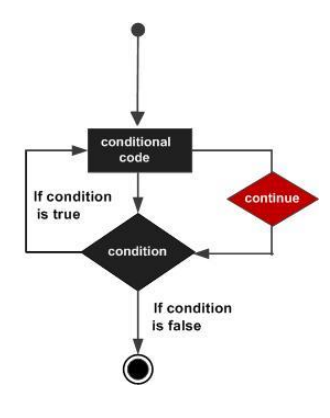 conditional
code
If condition
is true
continue
condition
If condition
is false